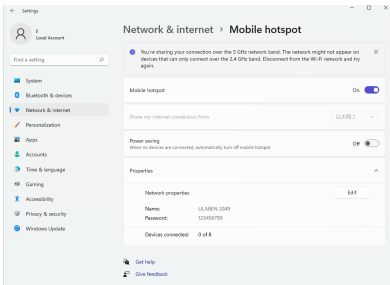 Settings
I
Local Account
Find a setting
System
Bluetooth & devices
Network & internet
Personalization
Apps
Accounts
Time & language
Gaming
Accessibility
Privacy & security
Windows Update
Network & internet > Mobile hotspot
You're sharing your connection over the 5 GHz network band. The network might not appear on
devices that can only connect over the 2.4 GHz band. Disconnect from the Wi-Fi network and try
again.
Mobile hotspot
On
Share my internet connection from
以太网 2
Power saving
When no devices are connected, automatically turn off mobile hotspot
Off
Properties
Network properties
Edit
Name: LILABEN 2049
Password: 123456789
Devices connected: 0 of 8
Get help
Give feedback